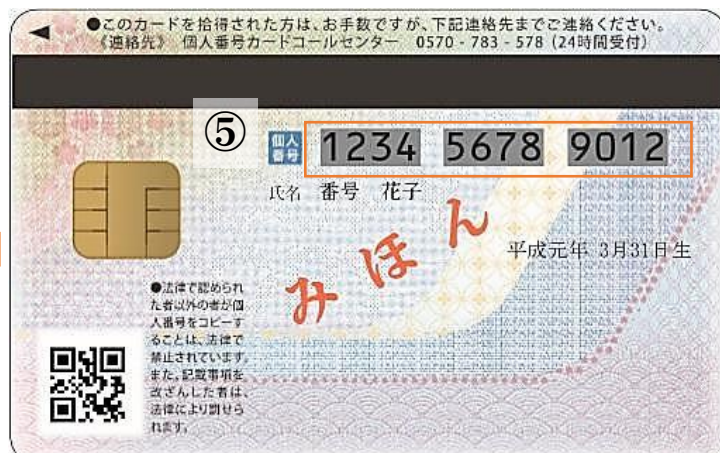 ●このカードを拾得された方は、お手数ですが、下記連絡先までご連絡ください。
《連絡先》 個人番号カードコールセンター 0570-783-578 (24時間受付)
⑤
個人番号 1234 5678 9012
氏名 番号 花子
みほん
平成元年 3月31日生
●法律で認められ
た者以外の者が個
人番号をコピーす
ることは、法律で
禁止されています。
また、記載事項を
改ざんした者は、
法律により罰せら
れます。